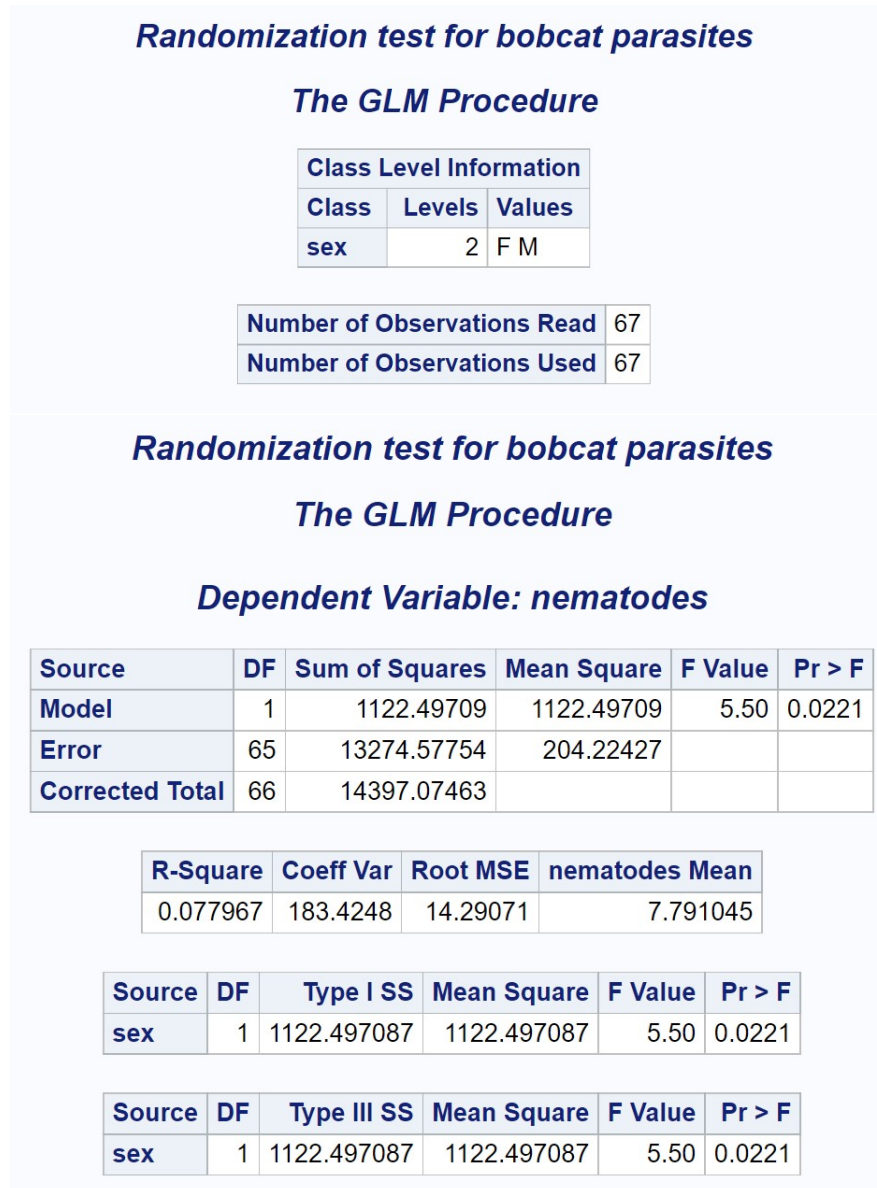 Randomization test for bobcat parasites
The GLM Procedure
Class Level Information
Class Levels Values
sex 2 F M
Number of Observations Read 67
Number of Observations Used 67
Randomization test for bobcat parasites
The GLM Procedure
Dependent Variable: nematodes
Source DF Sum of Squares Mean Square F Value Pr > F
Model 1 1122.49709 1122.49709 5.50 0.0221
Error 65 13274.57754 204.22427
Corrected Total 66 14397.07463
R-Square Coeff Var Root MSE nematodes Mean
0.077967 183.4248 14.29071 7.791045
Source DF Type I SS Mean Square F Value Pr > F
sex 1 1122.497087 1122.497087 5.50 0.0221
Source DF Type III SS Mean Square F Value Pr > F
sex 1 1122.497087 1122.497087 5.50 0.0221